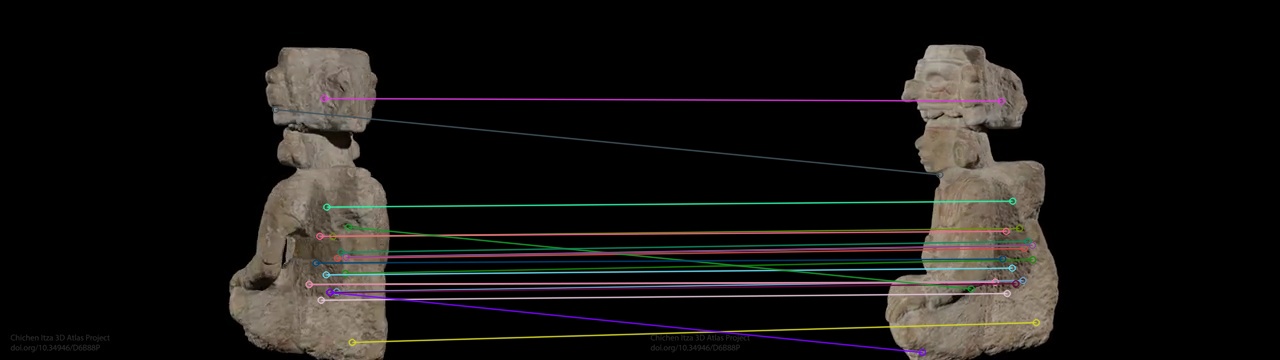 Chichen Itza 3D Atlas Project
doi.org/10.34946/D6B88P
Chichen Itza 3D Atlas Project
doi.org/10.34946/D6B88P